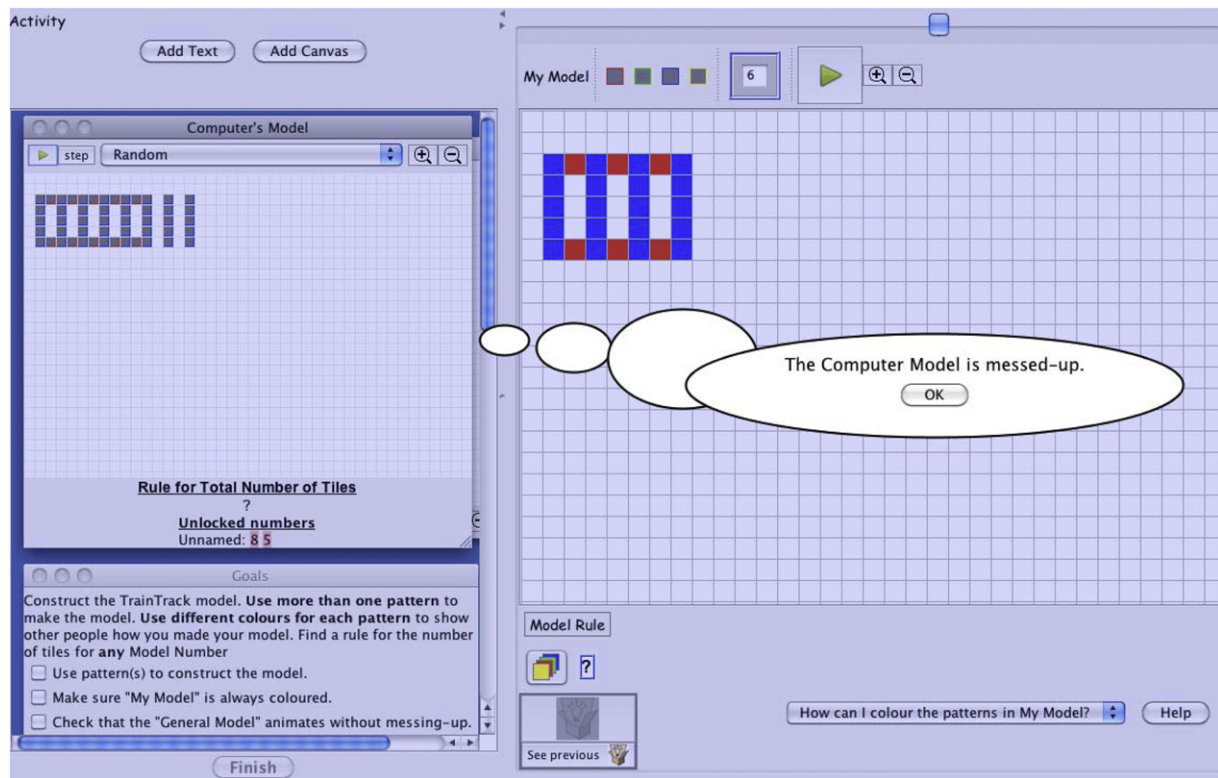 Activity
Add Text
Add Canvas
My Model
6
Computer's Model
step
Random
The Computer Model is messed-up.
OK
Rule for Total Number of Tiles
?
Unlocked numbers
Unnamed: 8 5
Goals
Construct the TrainTrack model. Use more than one pattern to
make the model. Use different colours for each pattern to show
other people how you made your model. Find a rule for the number
of tiles for any Model Number
Use pattern(s) to construct the model.
Make sure "My Model" is always coloured.
Check that the "General Model" animates without messing-up.
Finish
Model Rule
?
See previous
How can I colour the patterns in My Model?
Help